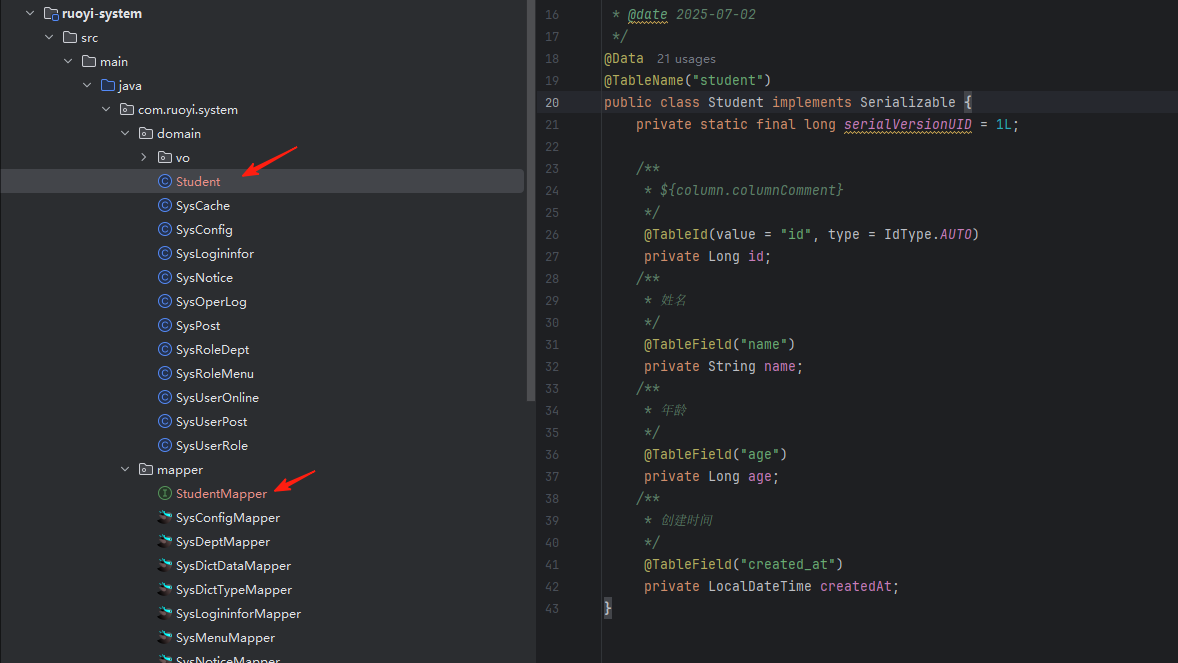 ruoyi-system
src
main
java
com.ruoyi.system
domain
vo
Student
SysCache
SysConfig
SysLogininfor
SysNotice
SysOperLog
SysPost
SysRoleDept
SysRoleMenu
SysUserOnline
SysUserPost
SysUserRole
mapper
StudentMapper
SysConfigMapper
SysDeptMapper
SysDictDataMapper
SysDictTypeMapper
SysLogininforMapper
SysMenuMapper
SysNoticeMapper
16 * @date 2025-07-02
17 */
18 @Data 21 usages
19 @TableName("student")
20 public class Student implements Serializable {
21 private static final long serialVersionUID = 1L;
22
23 /**
24 * ${column.columnComment}
25 */
26 @TableId(value = "id", type = IdType.AUTO)
27 private Long id;
28 /**
29 * 姓名
30 */
31 @TableField("name")
32 private String name;
33 /**
34 * 年龄
35 */
36 @TableField("age")
37 private Long age;
38 /**
39 * 创建时间
40 */
41 @TableField("created_at")
42 private LocalDateTime createdAt;
43 }